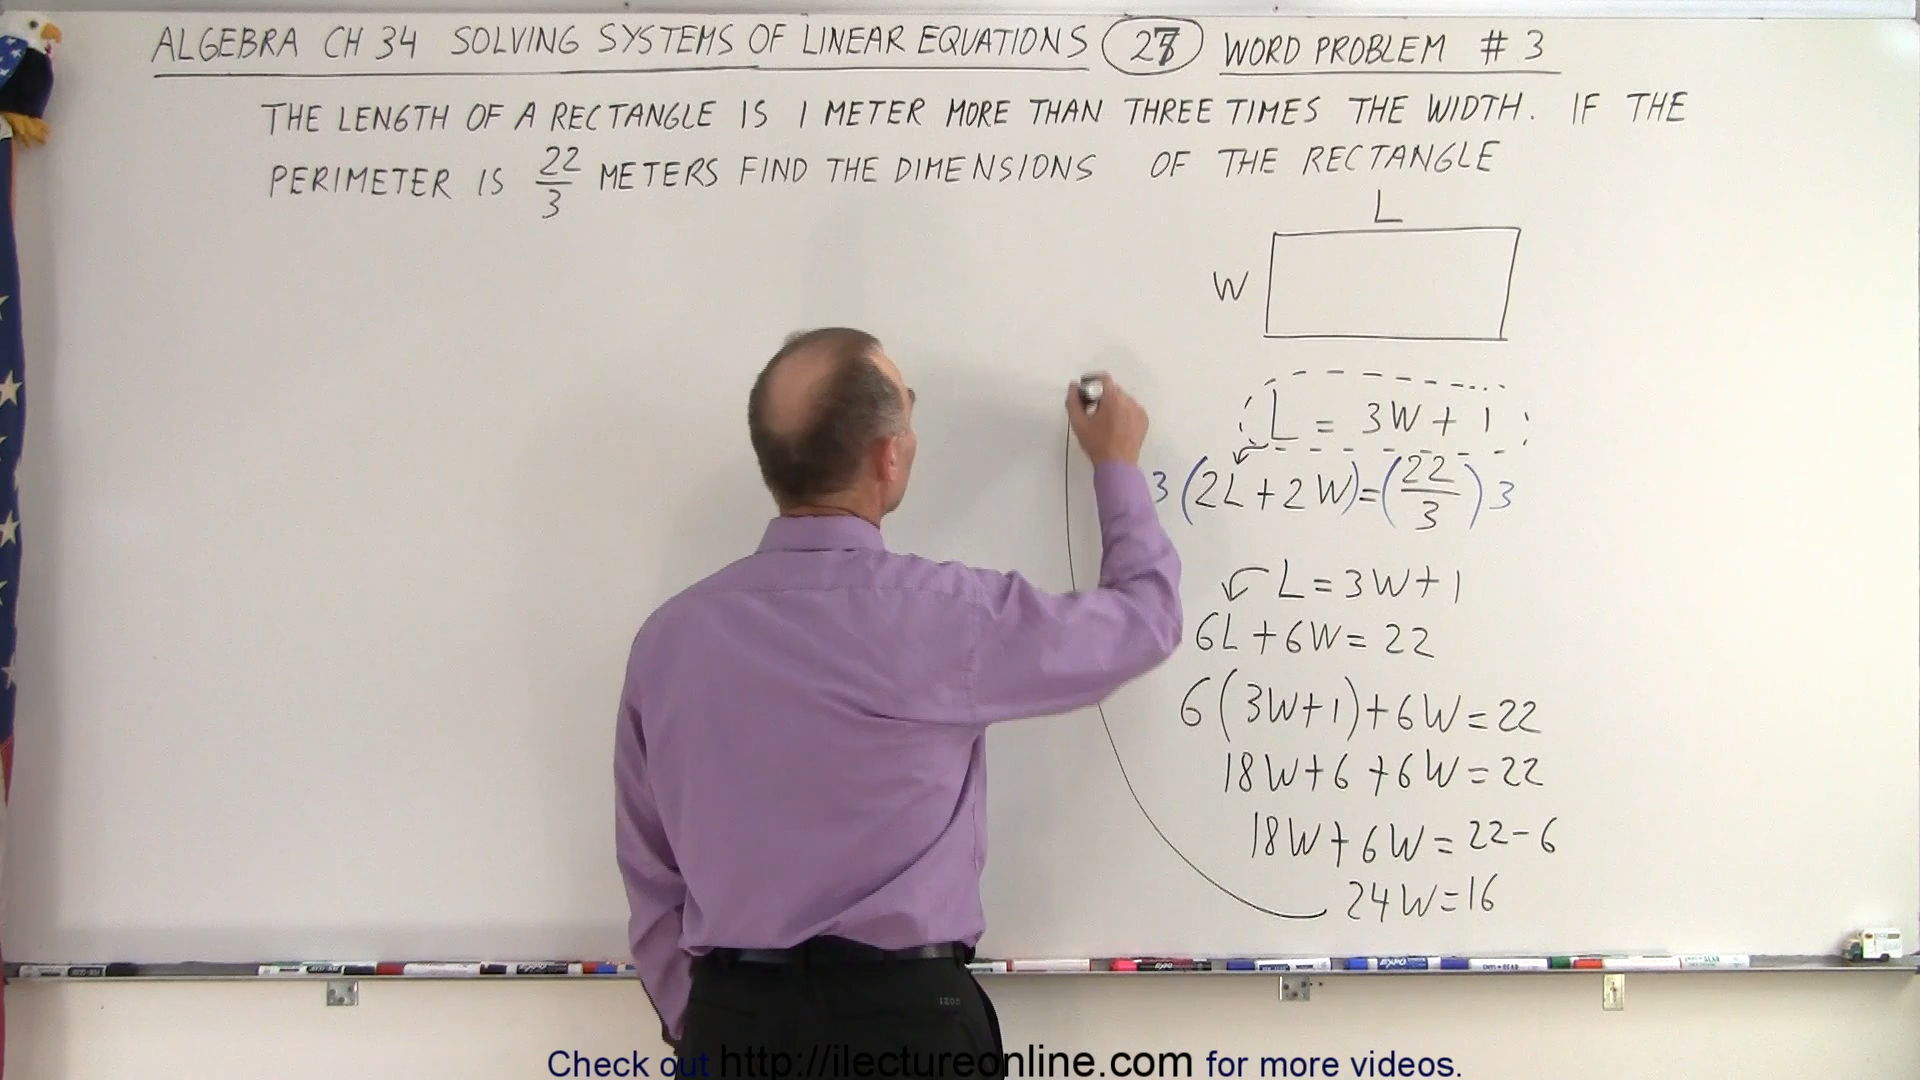 ALGEBRA CH 34 SOLVING SYSTEMS OF LINEAR EQUATIONS WORD PROBLEM # 3
THE LENGTH OF A RECTANGLE IS 1 METER MORE THAN THREE TIMES THE WIDTH. IF THE
PERIMETER IS 22/3 METERS FIND THE DIMENSIONS OF THE RECTANGLE
L
W
L = 3W + 1
3(2L+2W)=(22/3)3
L=3W+1
6L+6W=22
6(3W+1)+6W=22
18W+6+6W=22
18W+6W=22-6
24W=16
Check out http://ilectureonline.com for more videos.